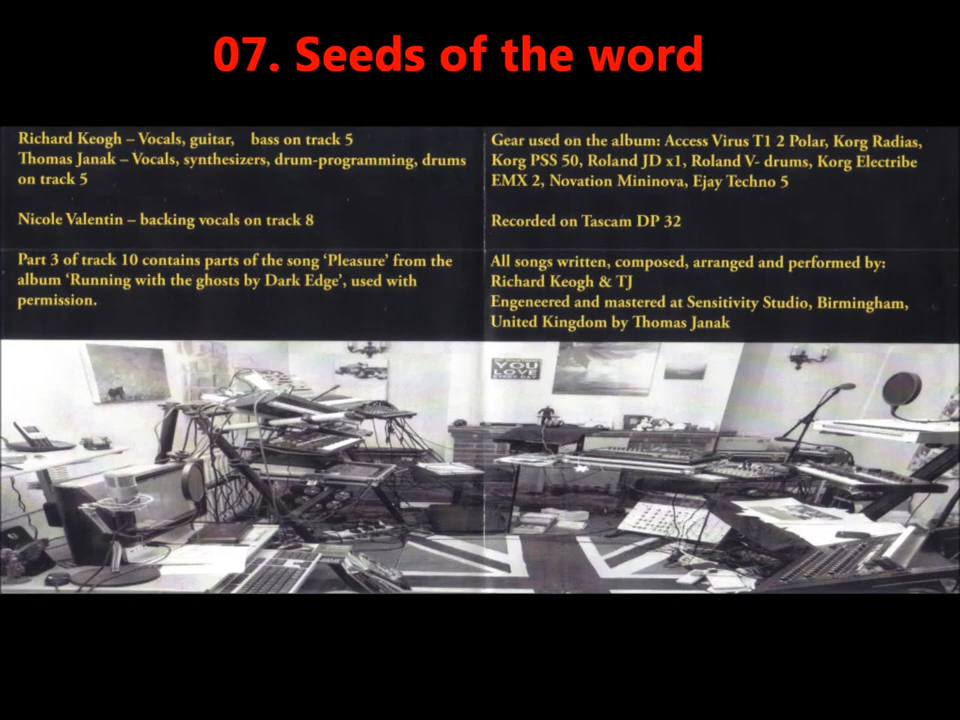 07. Seeds of the word
Richard Keogh – Vocals, guitar, bass on track 5
Thomas Janak – Vocals, synthesizers, drum-programming, drums
on track 5
Nicole Valentin – backing vocals on track 8
Part 3 of track 10 contains parts of the song ‘Pleasure’ from the
album ‘Running with the ghosts by Dark Edge’, used with
permission.
Gear used on the album: Access Virus T1 2 Polar, Korg Radias,
Korg PSS 50, Roland JD x1, Roland V- drums, Korg Electribe
EMX 2, Novation Mininova, Ejay Techno 5
Recorded on Tascam DP 32
All songs written, composed, arranged and performed by:
Richard Keogh & TJ
Engeneered and mastered at Sensitivity Studio, Birmingham,
United Kingdom by Thomas Janak
YOU
LOVE